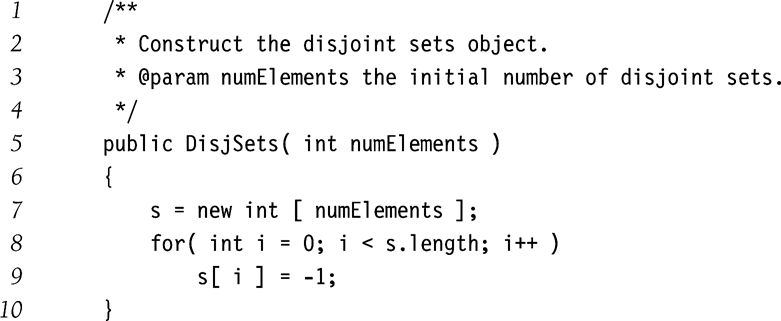 1 /**
2 * Construct the disjoint sets object.
3 * @param numElements the initial number of disjoint sets.
4 */
5 public DisjSets( int numElements )
6 {
7 s = new int [ numElements ];
8 for( int i = 0; i < s.length; i++ )
9 s[ i ] = -1;
10 }